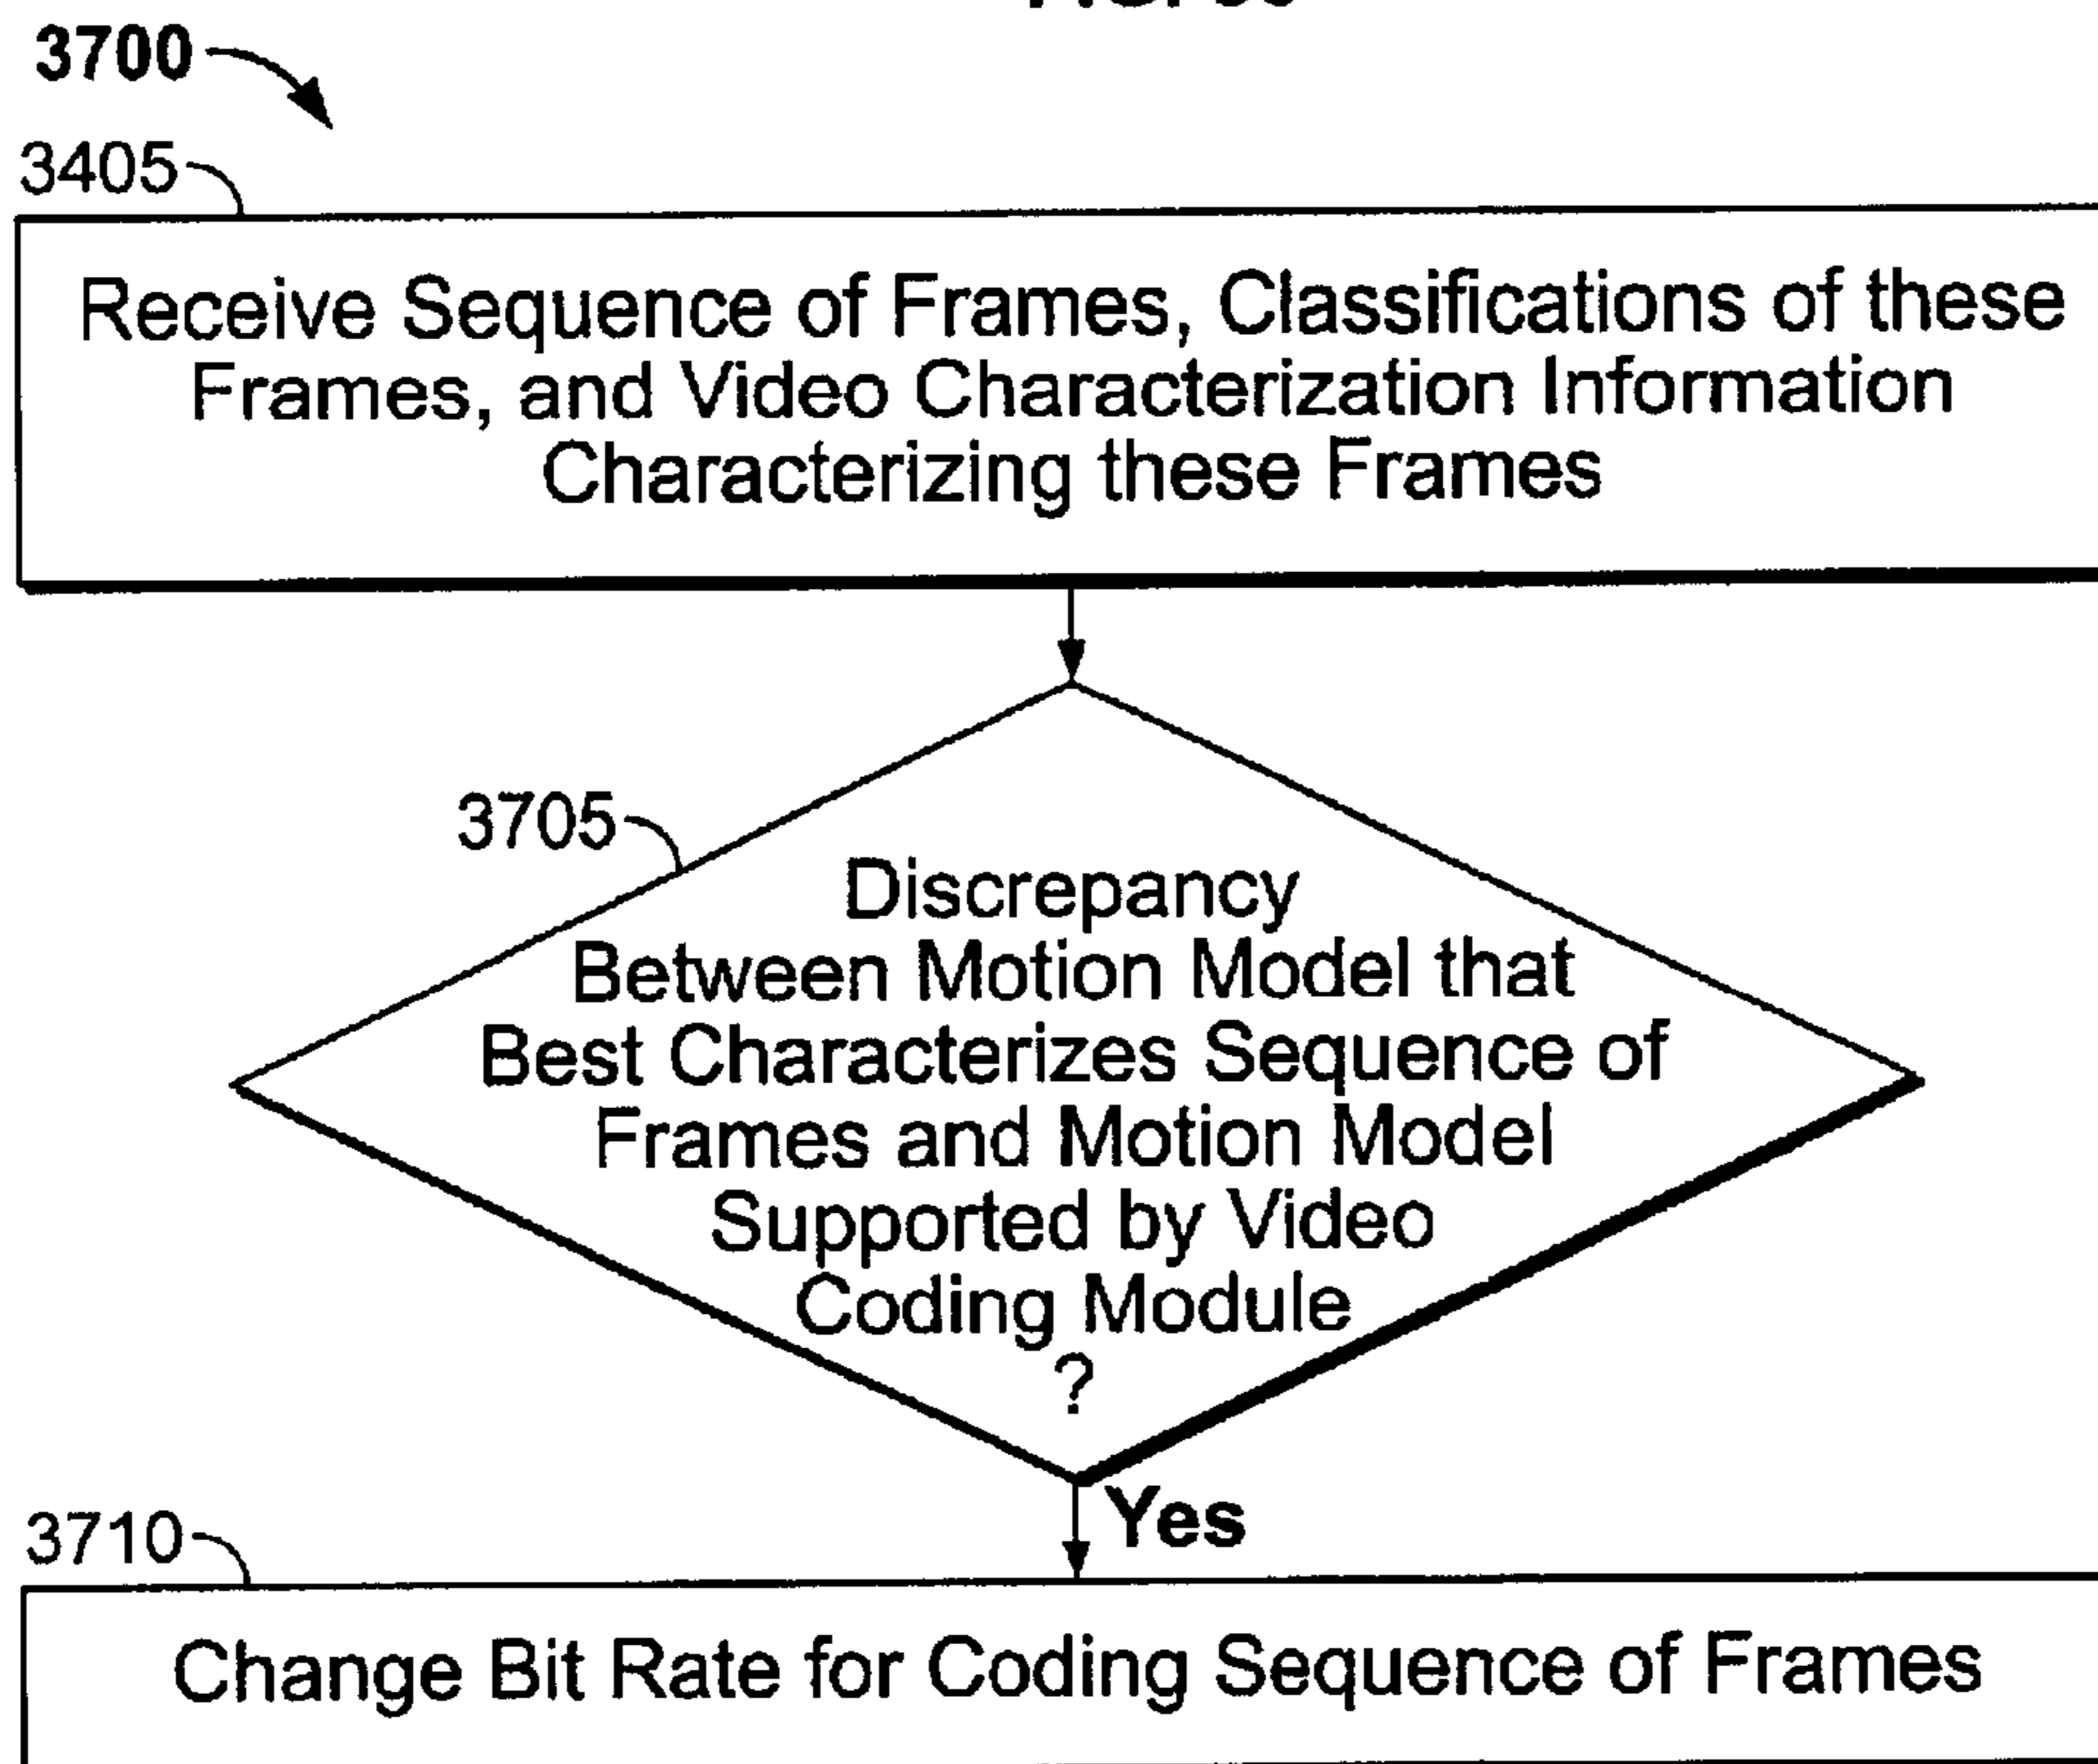 3700
3405
Receive Sequence of Frames, Classifications of these
Frames, and Video Characterization Information
Characterizing these Frames
3705
Discrepancy
Between Motion Model that
Best Characterizes Sequence of
Frames and Motion Model
Supported by Video
Coding Module
?
Yes
3710
Change Bit Rate for Coding Sequence of Frames